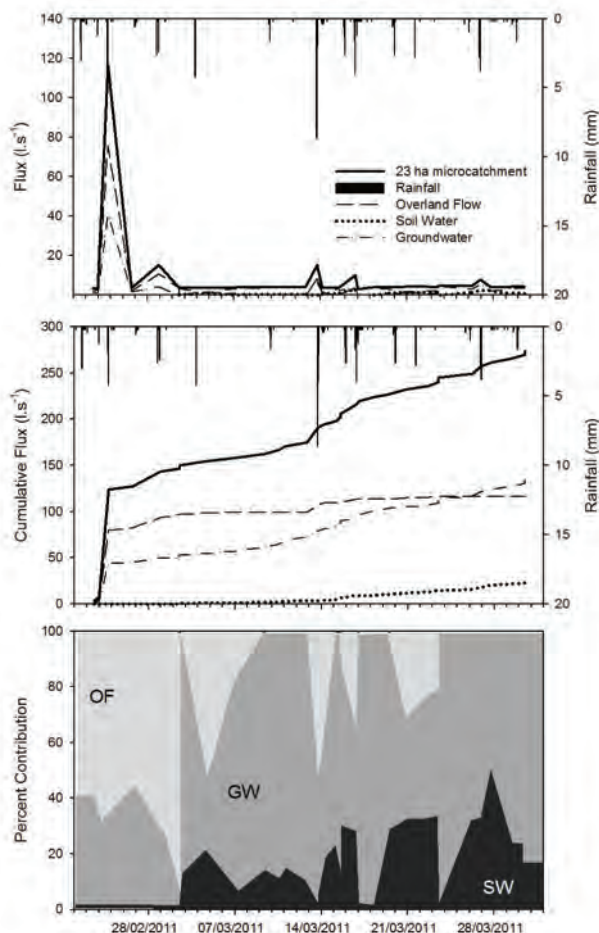 140
120
100
80
60
40
20
Flux (l.s⁻¹)
0
5
10
15
20
Rainfall (mm)
23 ha microcatchment
Rainfall
Overland Flow
Soil Water
Groundwater
300
250
200
150
100
50
0
Cumulative Flux (l.s⁻¹)
0
5
10
15
20
Rainfall (mm)
100
80
60
40
20
0
Percent Contribution
OF
GW
SW
28/02/2011
07/03/2011
14/03/2011
21/03/2011
28/03/2011